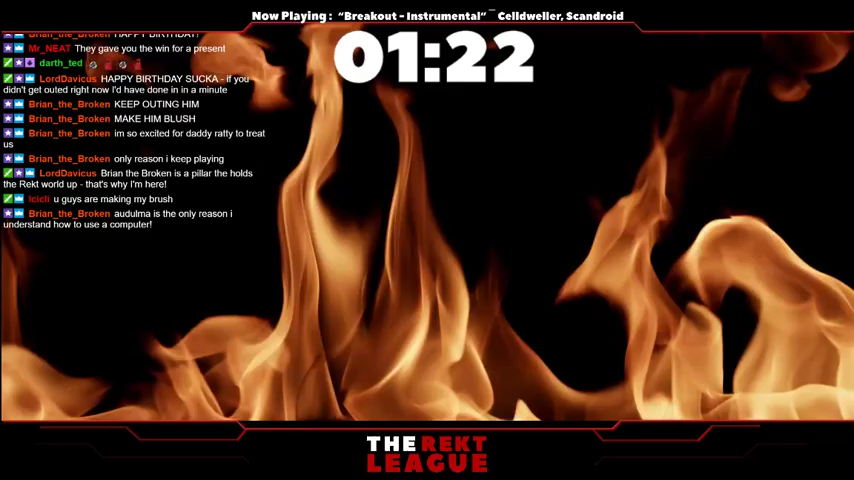 Now Playing : "Breakout - Instrumental" - Celldweller, Scandroid
01:22
Brian_the_Broken HAPPY BIRTHDAY!
Mr_NEAT They gave you the win for a present
darth_ted
LordDavicus HAPPY BIRTHDAY SUCKA - if you
didn't get outed right now I'd have done in in a minute
Brian_the_Broken KEEP OUTING HIM
Brian_the_Broken MAKE HIM BLUSH
Brian_the_Broken im so excited for daddy ratty to treat
us
Brian_the_Broken only reason i keep playing
LordDavicus Brian the Broken is a pillar the holds
the Rekt world up - that's why I'm here!
Icicli u guys are making my brush
Brian_the_Broken audulma is the only reason i
understand how to use a computer!
THE REKT
LEAGUE